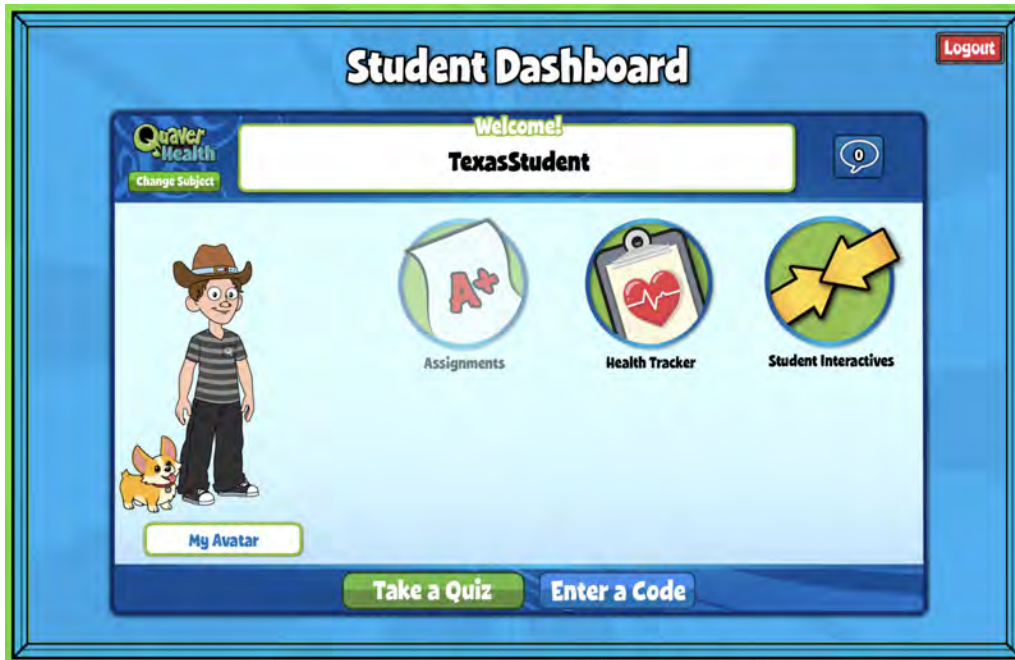 Student Dashboard
Logout
Quaver
Health
Change Subject
Welcome!
TexasStudent
0
A+
Assignments
Health Tracker
Student Interactives
My Avatar
Take a Quiz
Enter a Code